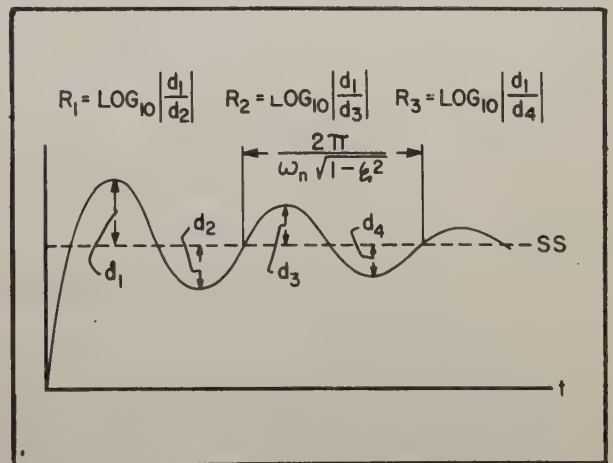 R₁ = LOG₁₀|d₁/d₂| R₂ = LOG₁₀|d₁/d₃| R₃ = LOG₁₀|d₁/d₄|
2π/ωₙ√1-ξ²
d₂ d₄
SS
d₁ d₃
t